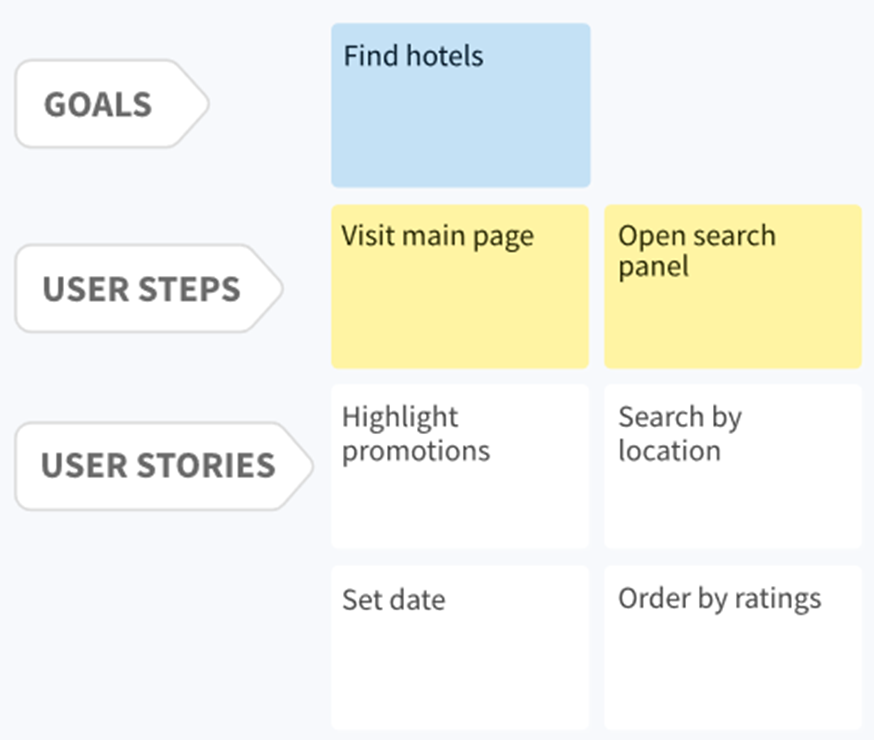 GOALS
Find hotels
USER STEPS
Visit main page
Open search
panel
USER STORIES
Highlight
promotions
Search by
location
Set date
Order by ratings